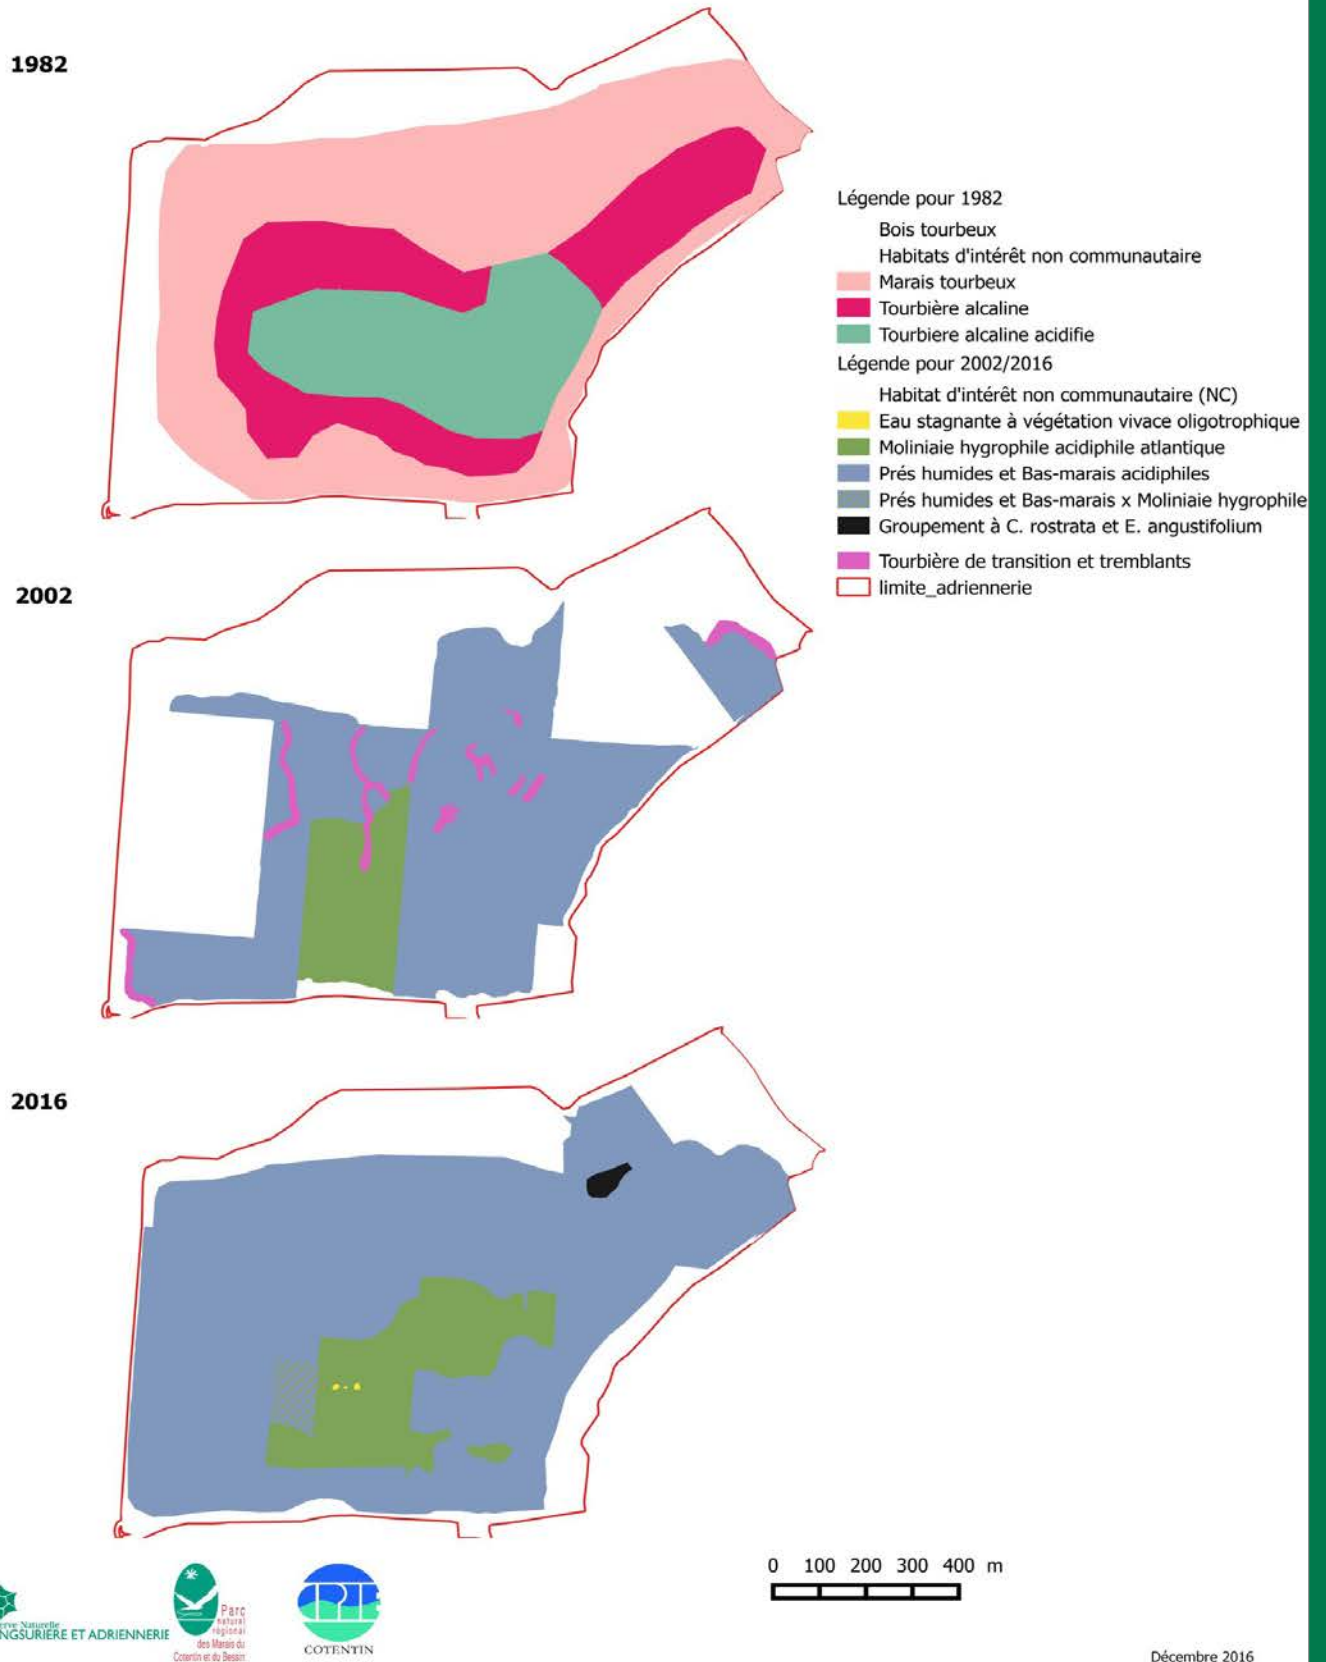 1982
Légende pour 1982
Bois tourbeux
Habitats d'intérêt non communautaire
Marais tourbeux
Tourbière alcaline
Tourbiere alcaline acidifie
Légende pour 2002/2016
Habitat d'intérêt non communautaire (NC)
Eau stagnante à végétation vivace oligotrophique
Moliniaie hygrophile acidiphile atlantique
Prés humides et Bas-marais acidiphiles
Prés humides et Bas-marais x Moliniaie hygrophile
Groupement à C. rostrata et E. angustifolium
Tourbière de transition et tremblants
limite_adriennerie
2002
2016
0 100 200 300 400 m
Naturelle
ET ADRIENNERIE
Parc
naturel
régional
des Marais du
Cotentin et du Bessin
CPIE
COTENTIN
Décembre 2016